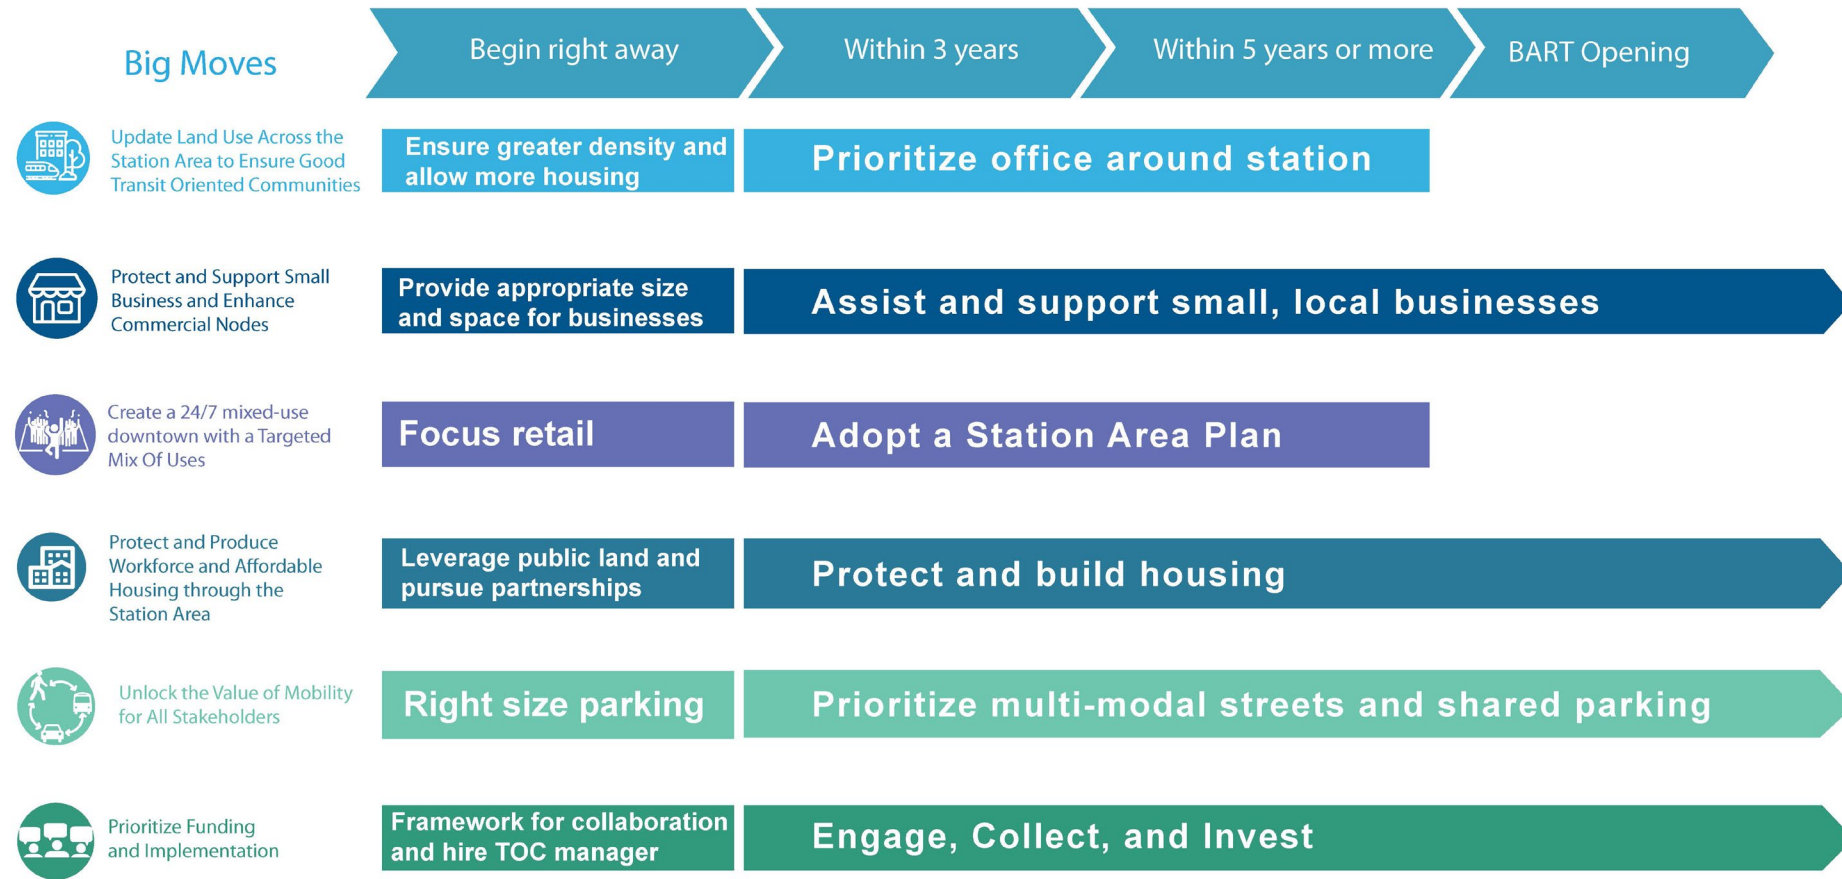 Big Moves
Begin right away
Within 3 years
Within 5 years or more
BART Opening
Update Land Use Across the
Station Area to Ensure Good
Transit Oriented Communities
Ensure greater density and
allow more housing
Prioritize office around station
Protect and Support Small
Business and Enhance
Commercial Nodes
Provide appropriate size
and space for businesses
Assist and support small, local businesses
Create a 24/7 mixed-use
downtown with a Targeted
Mix Of Uses
Focus retail
Adopt a Station Area Plan
Protect and Produce
Workforce and Affordable
Housing through the
Station Area
Leverage public land and
pursue partnerships
Protect and build housing
Unlock the Value of Mobility
for All Stakeholders
Right size parking
Prioritize multi-modal streets and shared parking
Prioritize Funding
and Implementation
Framework for collaboration
and hire TOC manager
Engage, Collect, and Invest